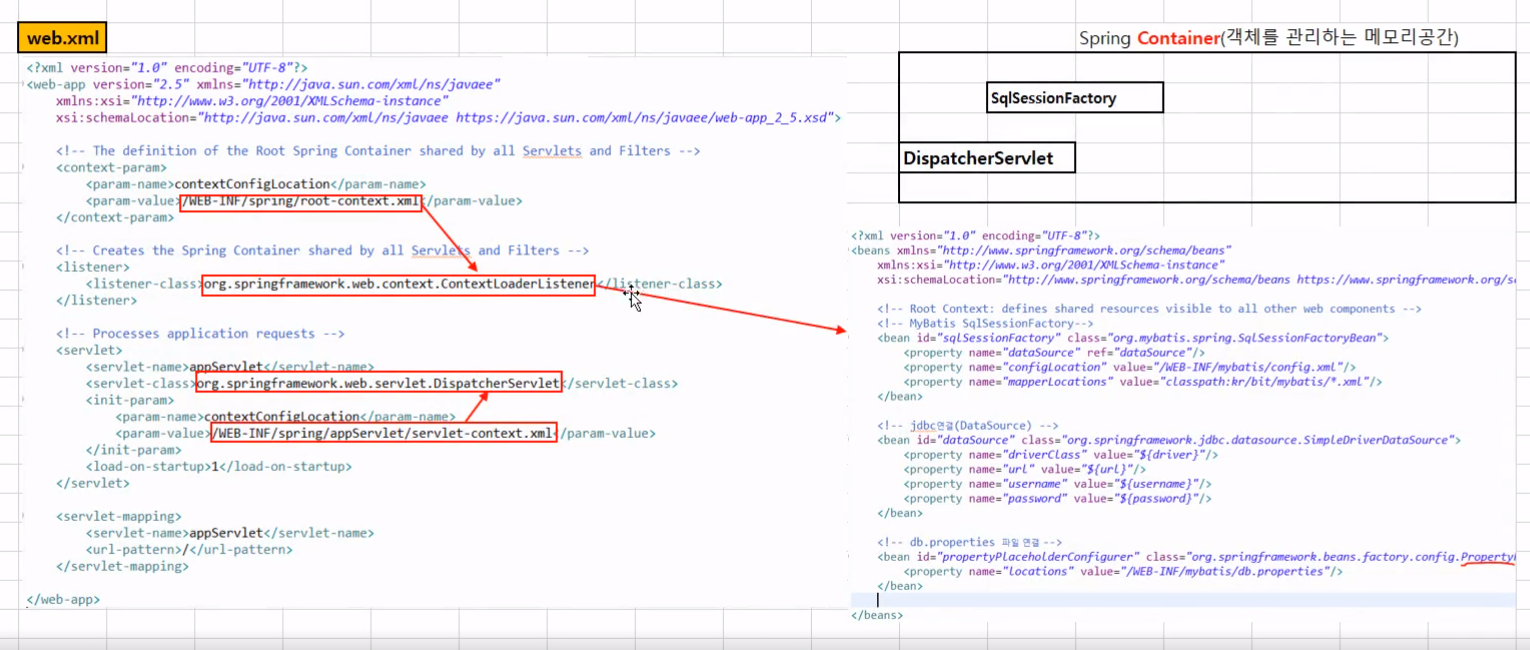 web.xml
<?xml version="1.0" encoding="UTF-8"?>
<web-app version="2.5" xmlns="http://java.sun.com/xml/ns/javaee"
xmlns:xsi="http://www.w3.org/2001/XMLSchema-instance"
xsi:schemaLocation="http://java.sun.com/xml/ns/javaee https://java.sun.com/xml/ns/javaee/web-app_2_5.xsd">
<!-- The definition of the Root Spring Container shared by all Servlets and Filters -->
<context-param>
<param-name>contextConfigLocation</param-name>
<param-value>/WEB-INF/spring/root-context.xml</param-value>
</context-param>
<!-- Creates the Spring Container shared by all Servlets and Filters -->
<listener>
<listener-class>org.springframework.web.context.ContextLoaderListener</listener-class>
</listener>
<!-- Processes application requests -->
<servlet>
<servlet-name>appServlet</servlet-name>
<servlet-class>org.springframework.web.servlet.DispatcherServlet</servlet-class>
<init-param>
<param-name>contextConfigLocation</param-name>
<param-value>/WEB-INF/spring/appServlet/servlet-context.xml</param-value>
</init-param>
<load-on-startup>1</load-on-startup>
</servlet>
<servlet-mapping>
<servlet-name>appServlet</servlet-name>
<url-pattern>/</url-pattern>
</servlet-mapping>
</web-app>
Spring Container(객체를 관리하는 메모리공간)
SqlSessionFactory
DispatcherServlet
<?xml version="1.0" encoding="UTF-8"?>
<beans xmlns="http://www.springframework.org/schema/beans"
xmlns:xsi="http://www.w3.org/2001/XMLSchema-instance"
xsi:schemaLocation="http://www.springframework.org/schema/beans https://www.springframework.org/s
<!-- Root Context: defines shared resources visible to all other web components -->
<!-- MyBatis SqlSessionFactory-->
<bean id="sqlSessionFactory" class="org.mybatis.spring.SqlSessionFactoryBean">
<property name="dataSource" ref="dataSource"/>
<property name="configLocation" value="/WEB-INF/mybatis/config.xml"/>
<property name="mapperLocations" value="classpath:kr/bit/mybatis/*.xml"/>
</bean>
<!-- jdbc연결(DataSource) -->
<bean id="dataSource" class="org.springframework.jdbc.datasource.SimpleDriverDataSource">
<property name="driverClass" value="${driver}"/>
<property name="url" value="${url}"/>
<property name="username" value="${username}"/>
<property name="password" value="${password}"/>
</bean>
<!-- db.properties 파일 연결 -->
<bean id="propertyPlaceholderConfigurer" class="org.springframework.beans.factory.config.Property
<property name="locations" value="/WEB-INF/mybatis/db.properties"/>
</bean>
</beans>